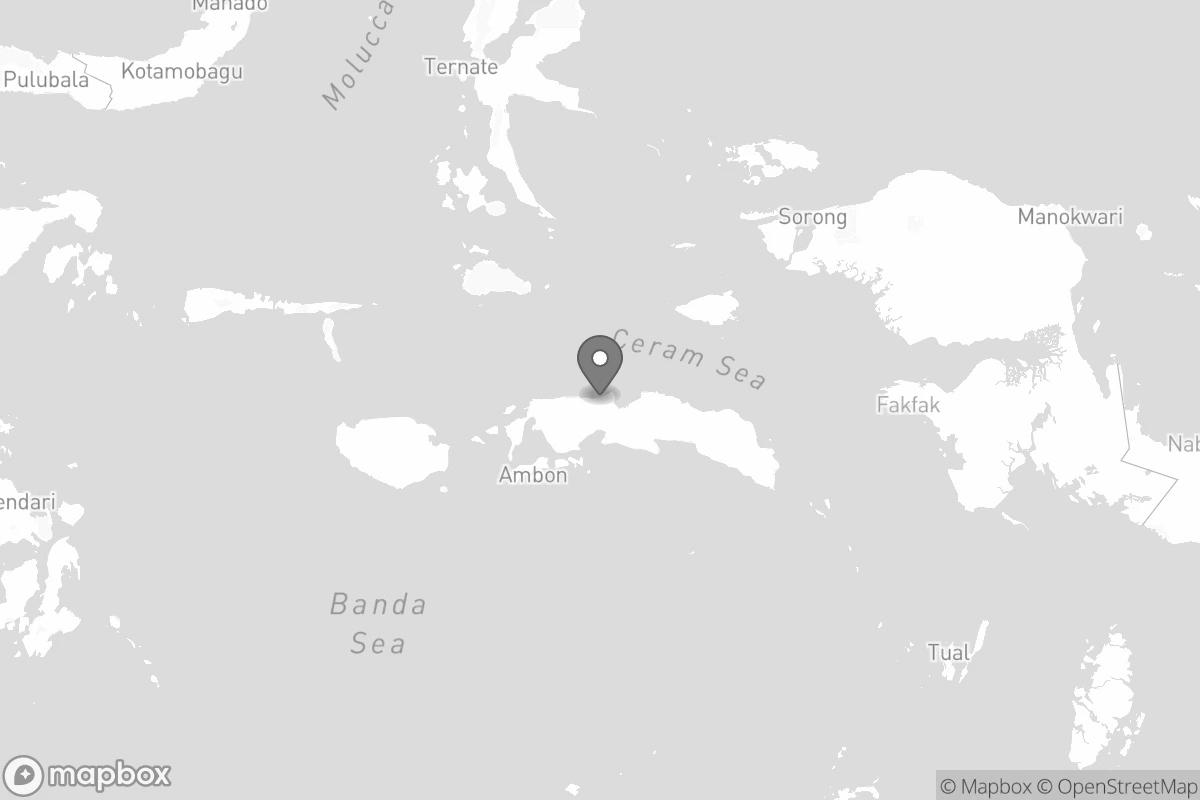 Manado
Molucca
Ternate
Pulubala
Kotamobagu
Sorong
Manokwari
Ceram Sea
Fakfak
Nab
Ambon
endari
Banda
Sea
Tual
mapbox
© Mapbox © OpenStreetMap